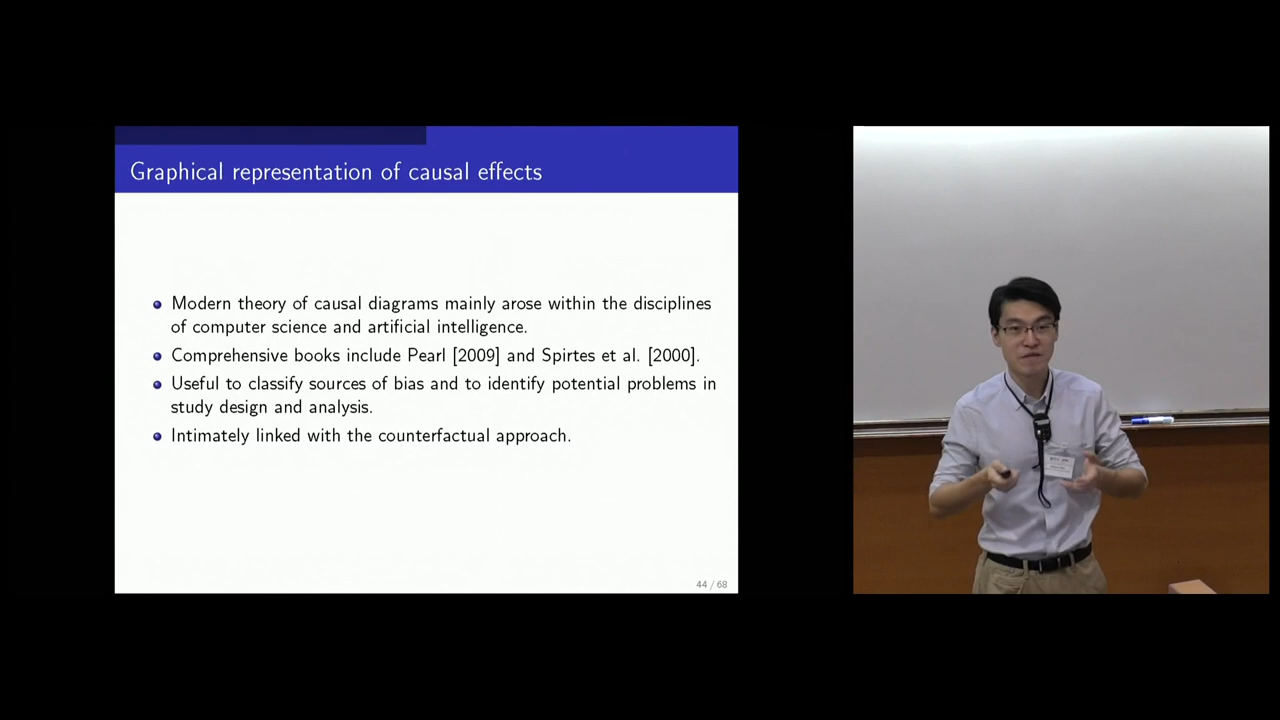 Graphical representation of causal effects
Modern theory of causal diagrams mainly arose within the disciplines
of computer science and artificial intelligence.
Comprehensive books include Pearl [2009] and Spirtes et al. [2000].
Useful to classify sources of bias and to identify potential problems in
study design and analysis.
Intimately linked with the counterfactual approach.
44 / 68